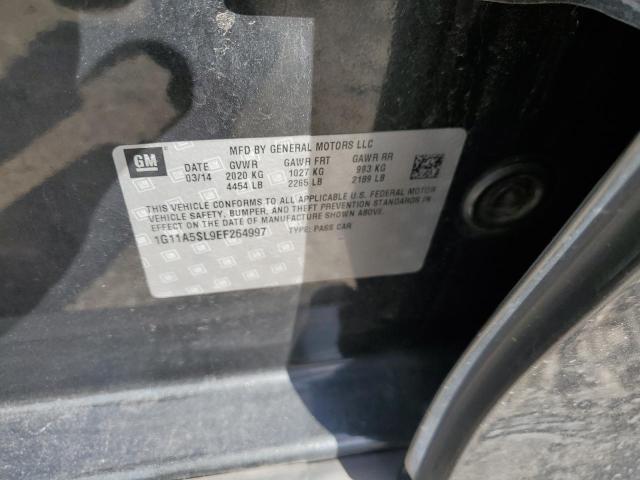 GM
MFD BY GENERAL MOTORS LLC
DATE GVWR GAWR FRT GAWR RR
03/14 2020 KG 1027 KG 993 KG
4454 LB 2265 LB 2189 LB
THIS VEHICLE CONFORMS TO ALL APPLICABLE U.S. FEDERAL MOTOR
VEHICLE SAFETY, BUMPER, AND THEFT PREVENTION STANDARDS IN
EFFECT ON THE DATE OF MANUFACTURE SHOWN ABOVE.
1G11A5SL9EF264997 TYPE: PASS CAR